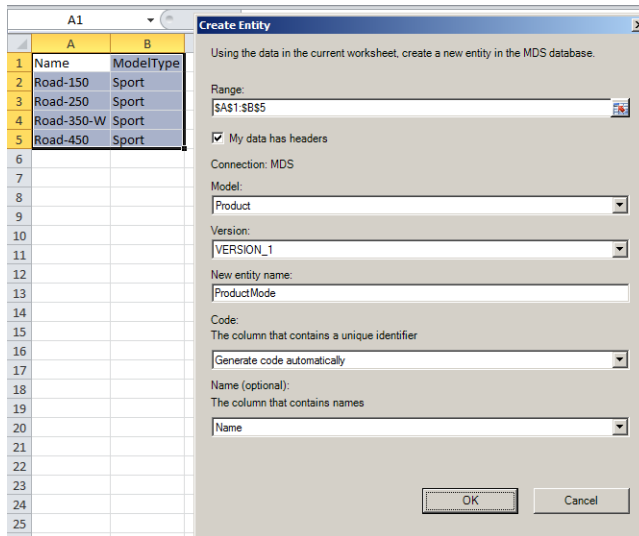 A1
Create Entity
Using the data in the current worksheet, create a new entity in the MDS database.
A B
1 Name ModelType
2 Road-150 Sport
3 Road-250 Sport
4 Road-350-W Sport
5 Road-450 Sport
6
7
8
9
10
11
12
13
14
15
16
17
18
19
20
21
22
23
24
25
Range:
$A$1:$B$5
My data has headers
Connection: MDS
Model:
Product
Version:
VERSION_1
New entity name:
ProductMode
Code:
The column that contains a unique identifier
Generate code automatically
Name (optional):
The column that contains names
Name
OK Cancel